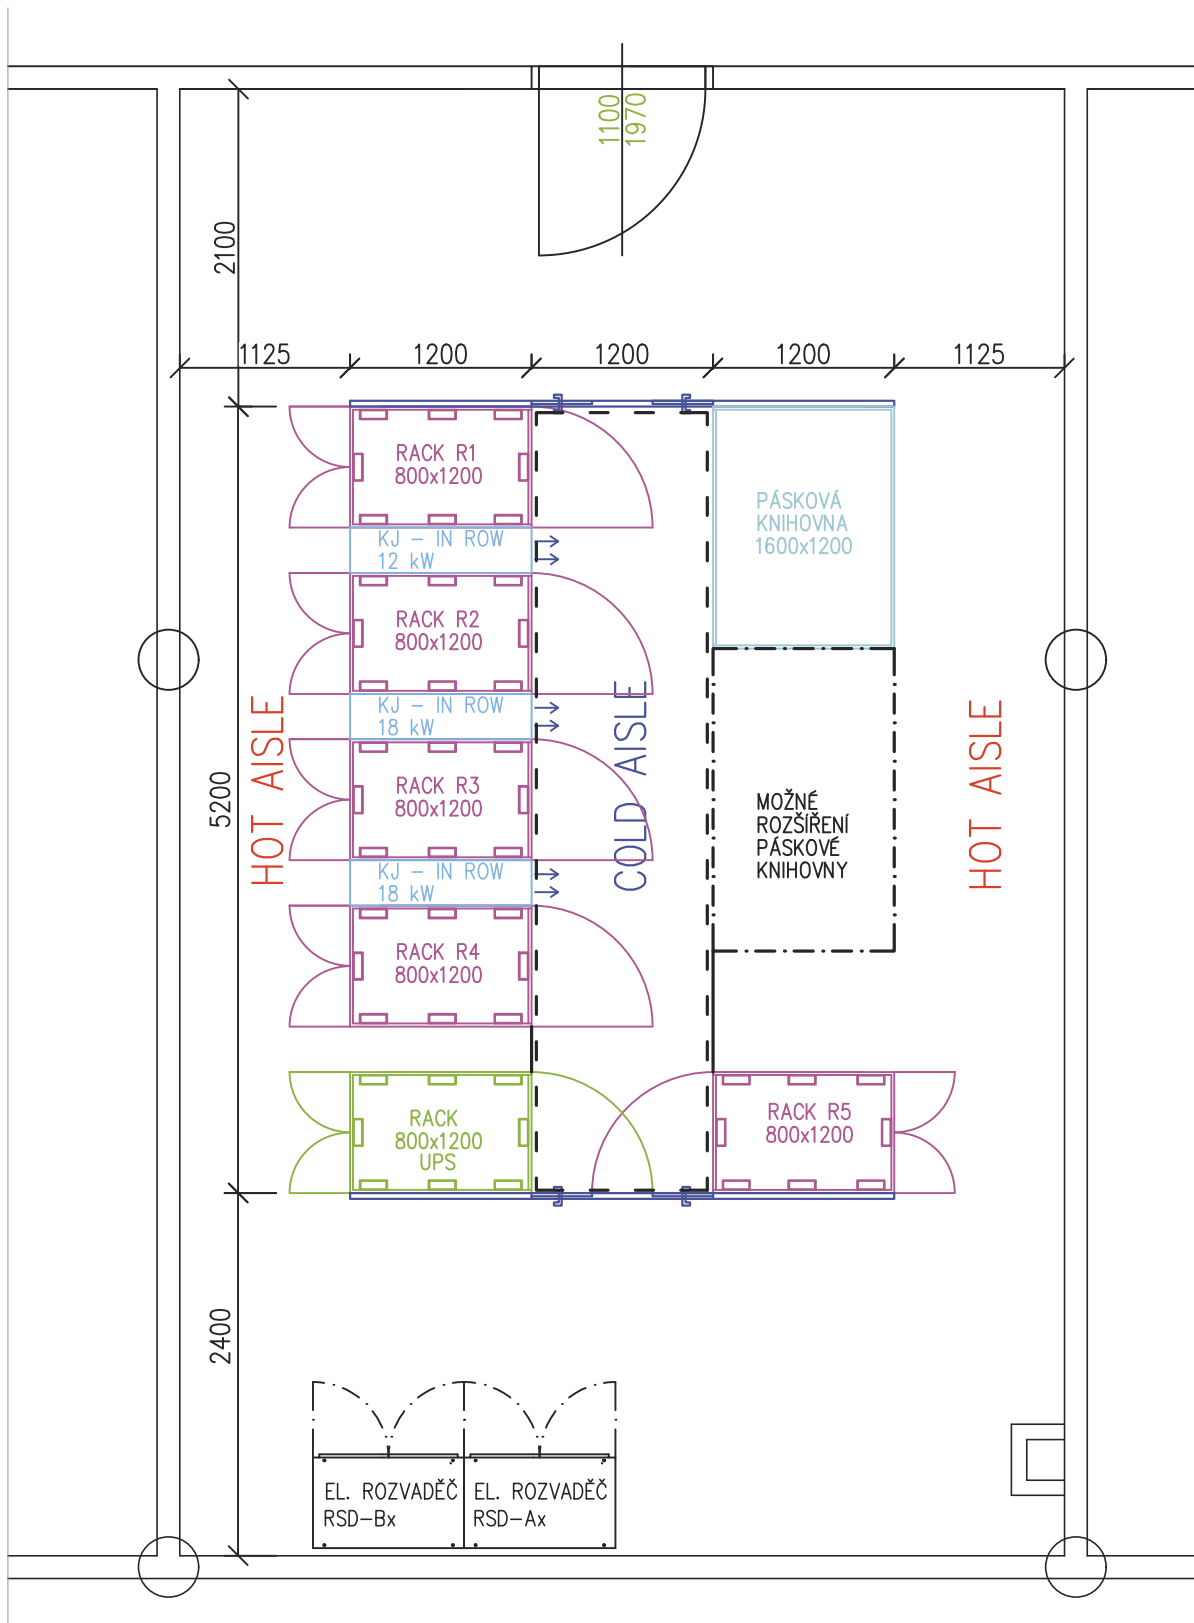 1100
1970
2100
1125
1200
1200
1200
1125
RACK R1
800x1200
PÁSKOVÁ
KNIHOVNA
1600x1200
KJ – IN ROW
12 kW
RACK R2
800x1200
KJ – IN ROW
18 kW
HOT AISLE
COLD AISLE
HOT AISLE
5200
RACK R3
800x1200
MOŽNÉ
ROZŠÍŘENÍ
PÁSKOVÉ
KNIHOVNY
KJ – IN ROW
18 kW
RACK R4
800x1200
RACK
800x1200
UPS
RACK R5
800x1200
2400
EL. ROZVADĚČ
RSD–Bx
EL. ROZVADĚČ
RSD–Ax